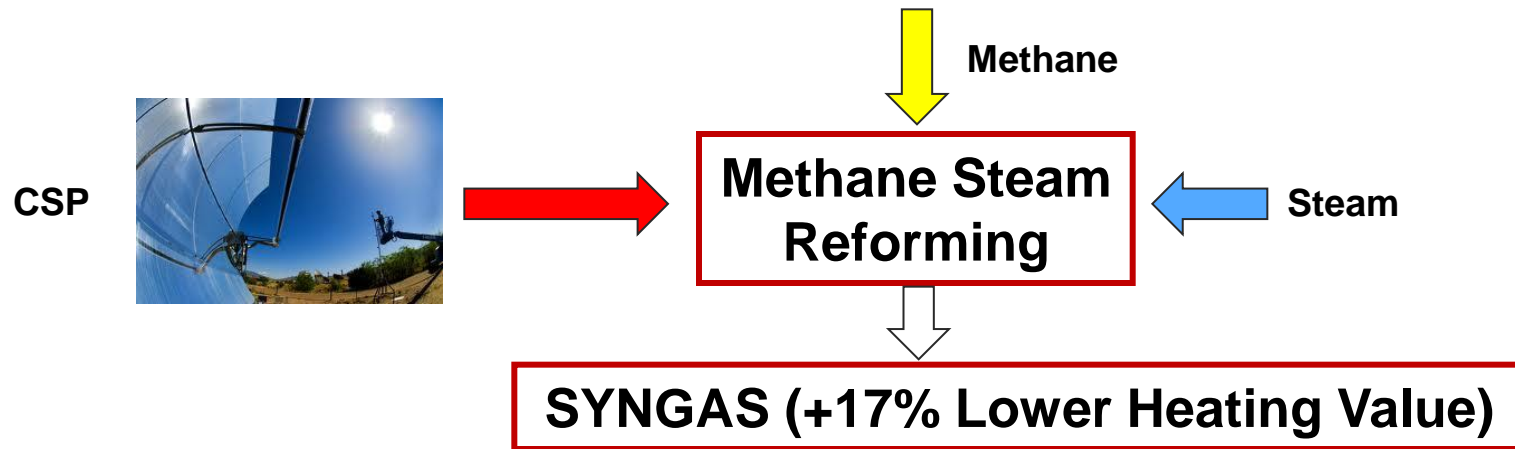 Methane
CSP
Methane Steam
Reforming
Steam
SYNGAS (+17% Lower Heating Value)